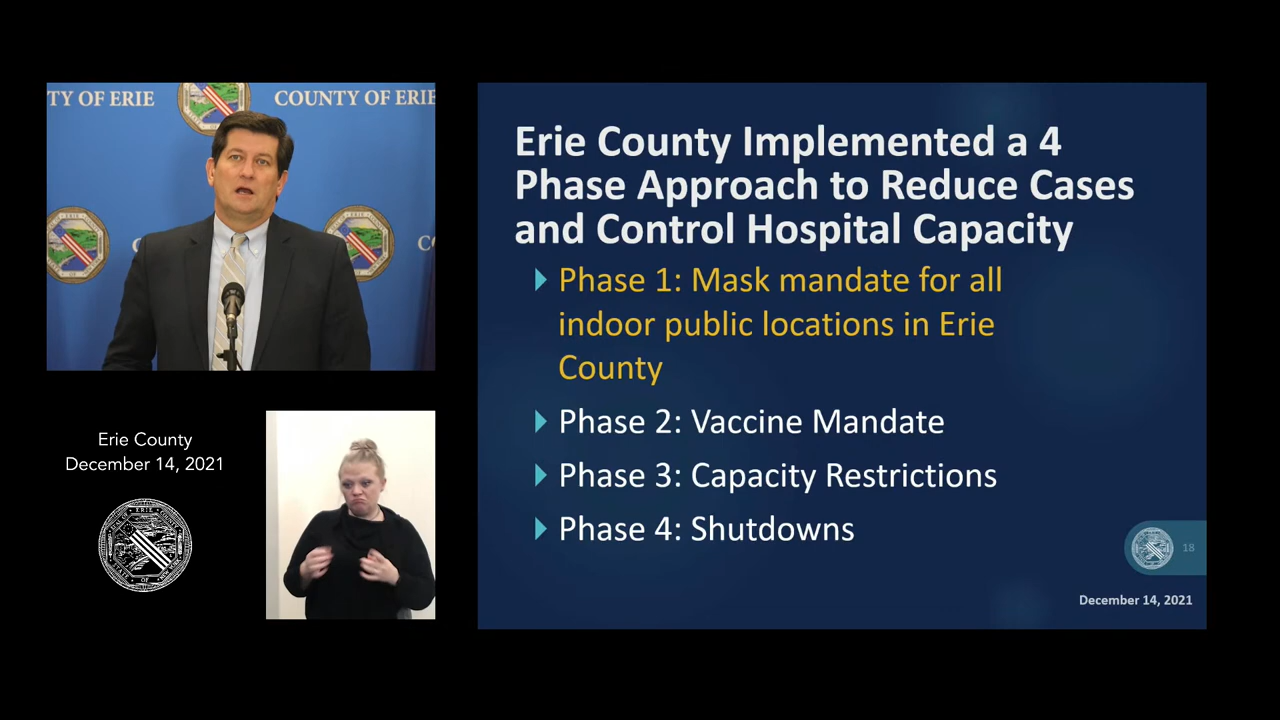 TY OF ERIE
COUNTY OF ERIE
Erie County
December 14, 2021
ERIE
OF
Erie County Implemented a 4
Phase Approach to Reduce Cases
and Control Hospital Capacity
Phase 1: Mask mandate for all
indoor public locations in Erie
County
Phase 2: Vaccine Mandate
Phase 3: Capacity Restrictions
Phase 4: Shutdowns
18
December 14, 2021